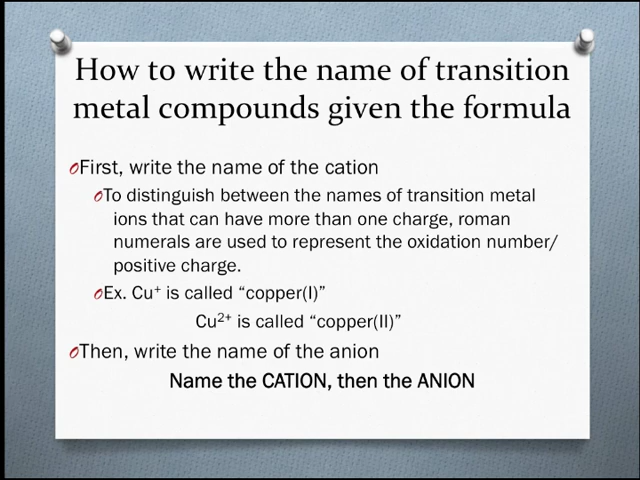 How to write the name of transition
metal compounds given the formula
First, write the name of the cation
To distinguish between the names of transition metal
ions that can have more than one charge, roman
numerals are used to represent the oxidation number/
positive charge.
Ex. Cu⁺ is called “copper(I)”
Cu²⁺ is called “copper(II)”
Then, write the name of the anion
Name the CATION, then the ANION